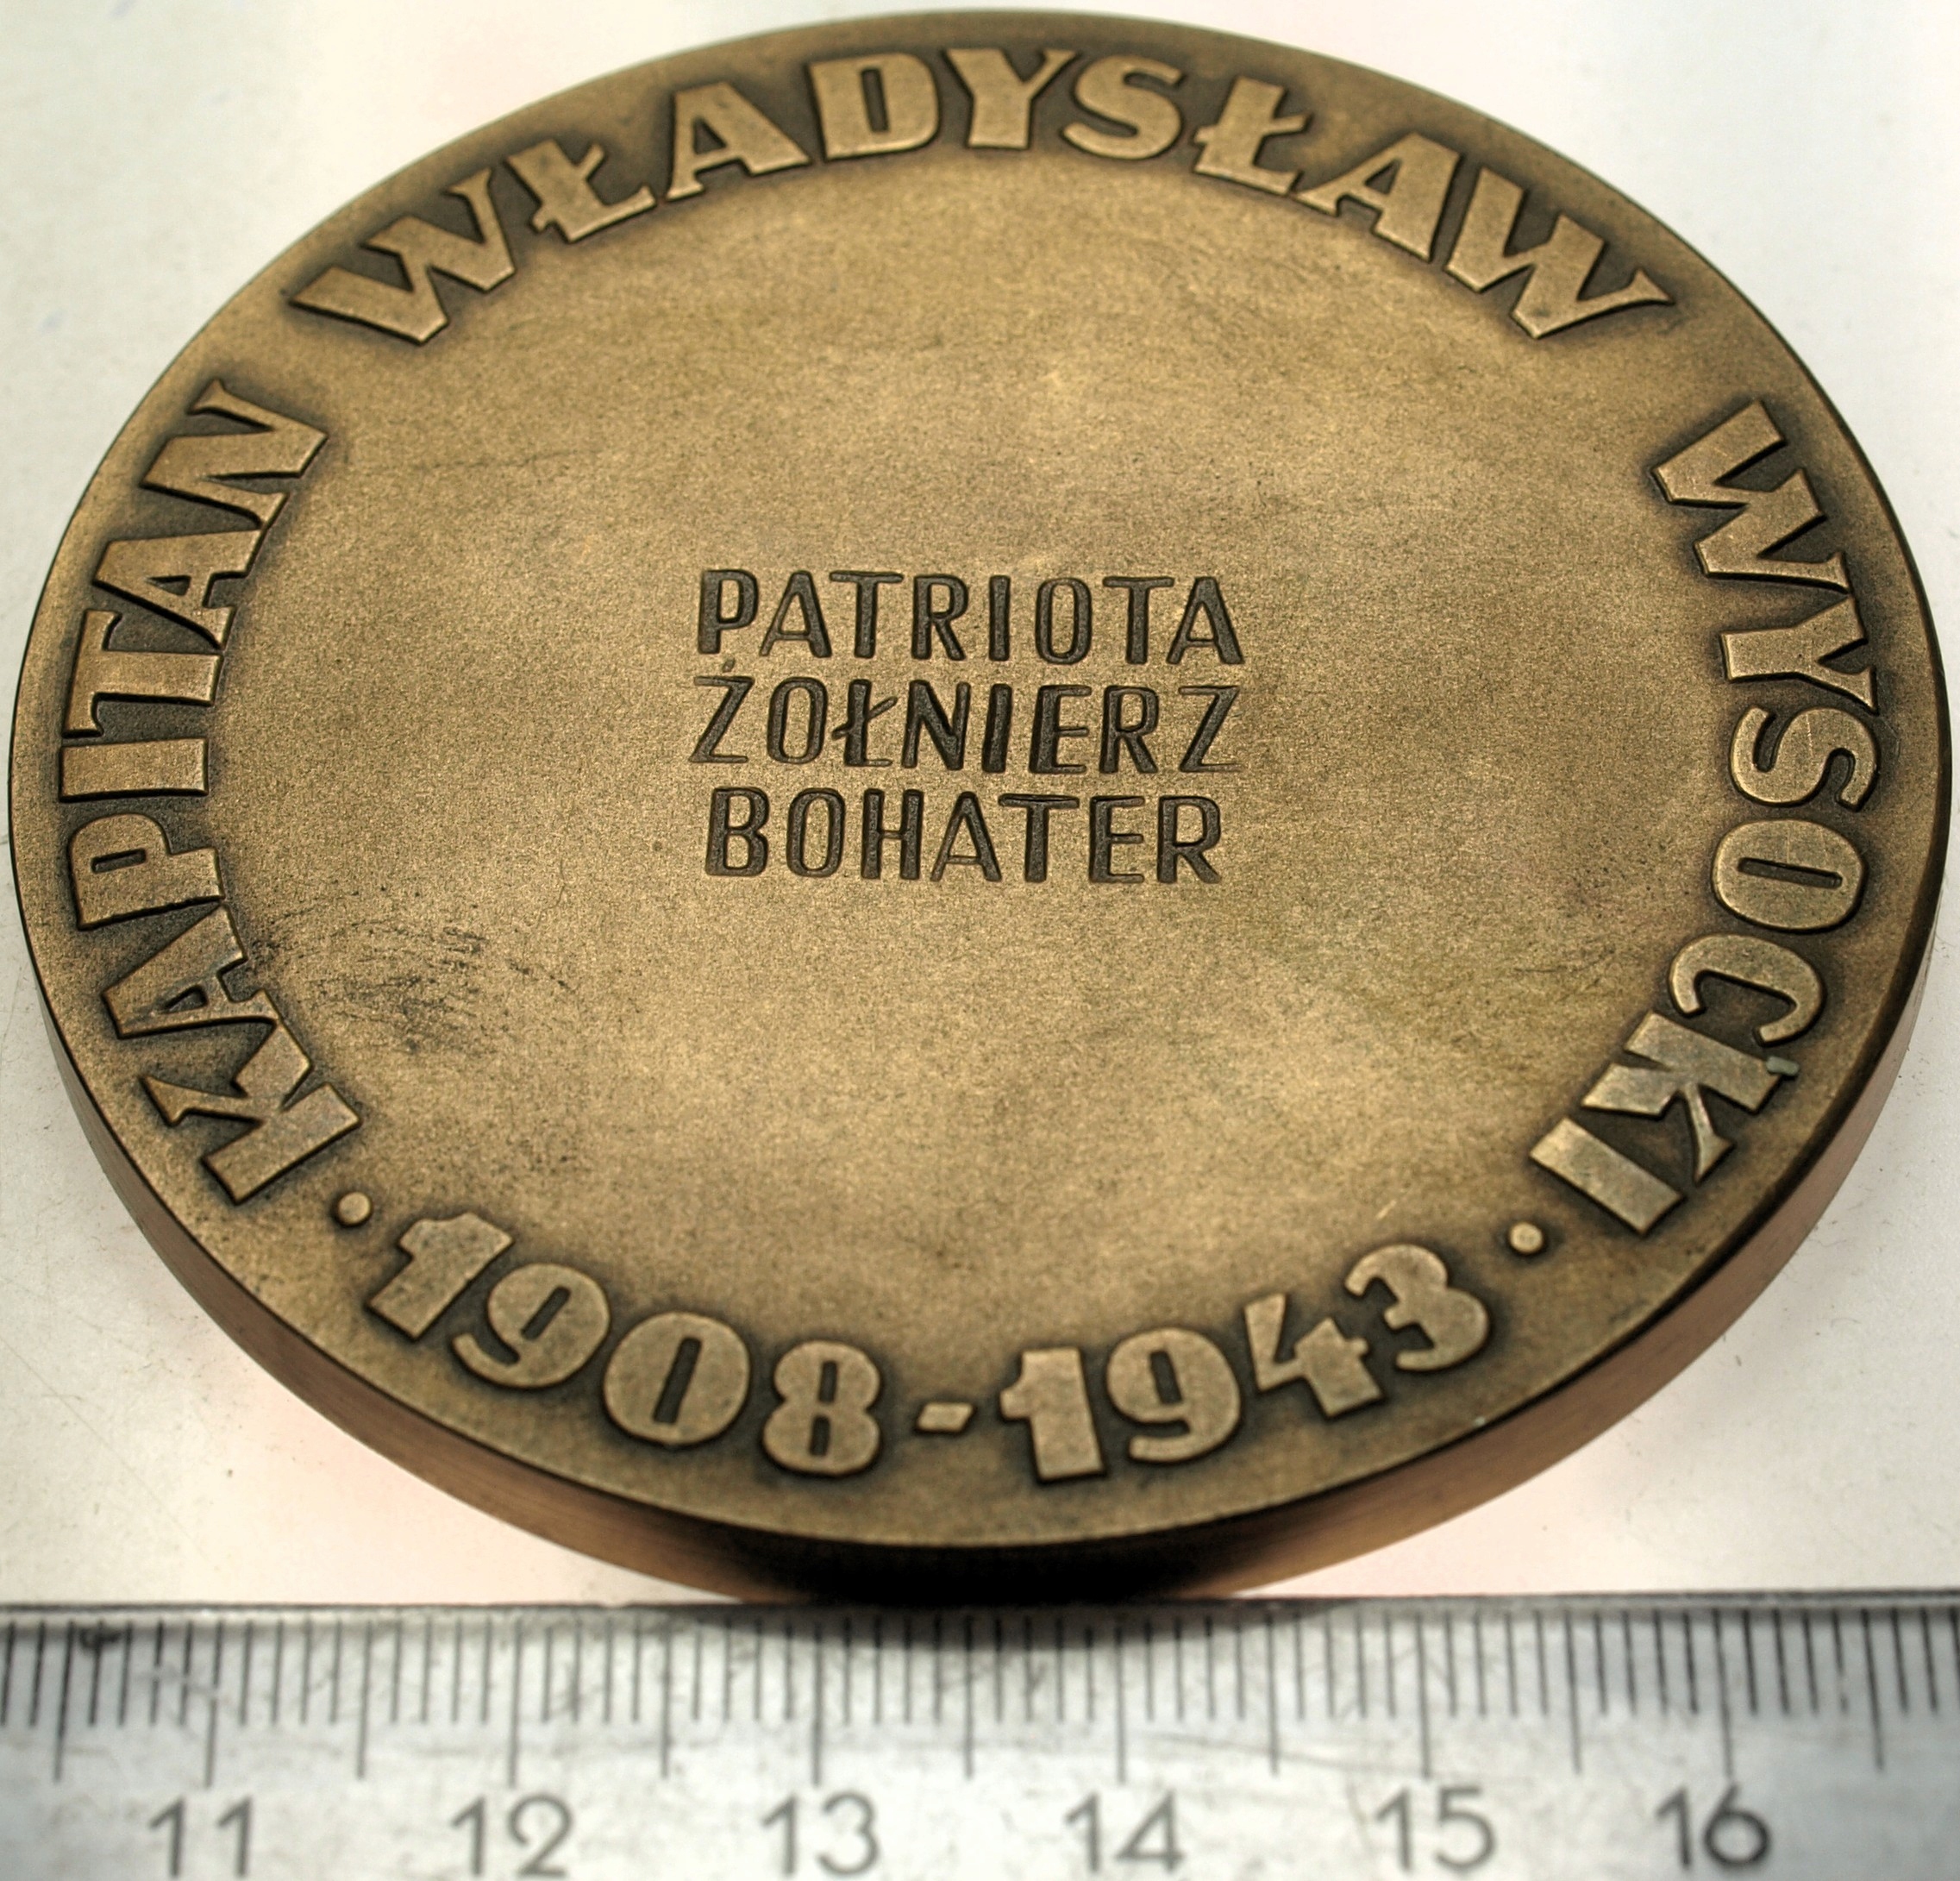 KAPITAN WŁADYSŁAW WYSOCKI
· 1908-1943 ·
PATRIOTA
ŻOŁNIERZ
BOHATER
11 12 13 14 15 16